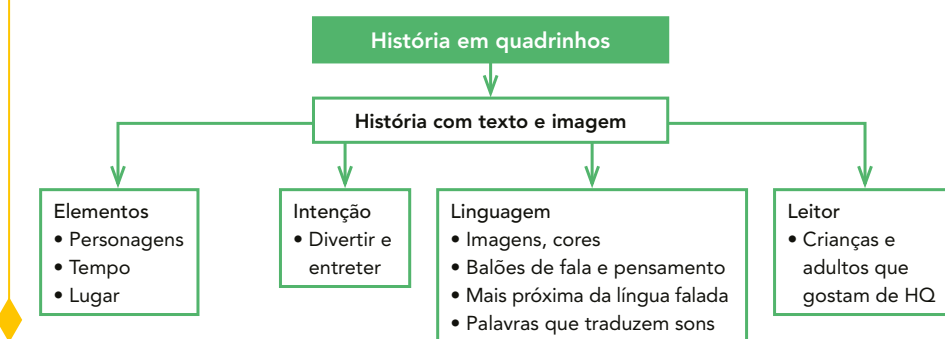 História em quadrinhos
História com texto e imagem
Elementos
• Personagens
• Tempo
• Lugar
Intenção
• Divertir e
entreter
Linguagem
• Imagens, cores
• Balões de fala e pensamento
• Mais próxima da língua falada
• Palavras que traduzem sons
Leitor
• Crianças e
adultos que
gostam de HQ